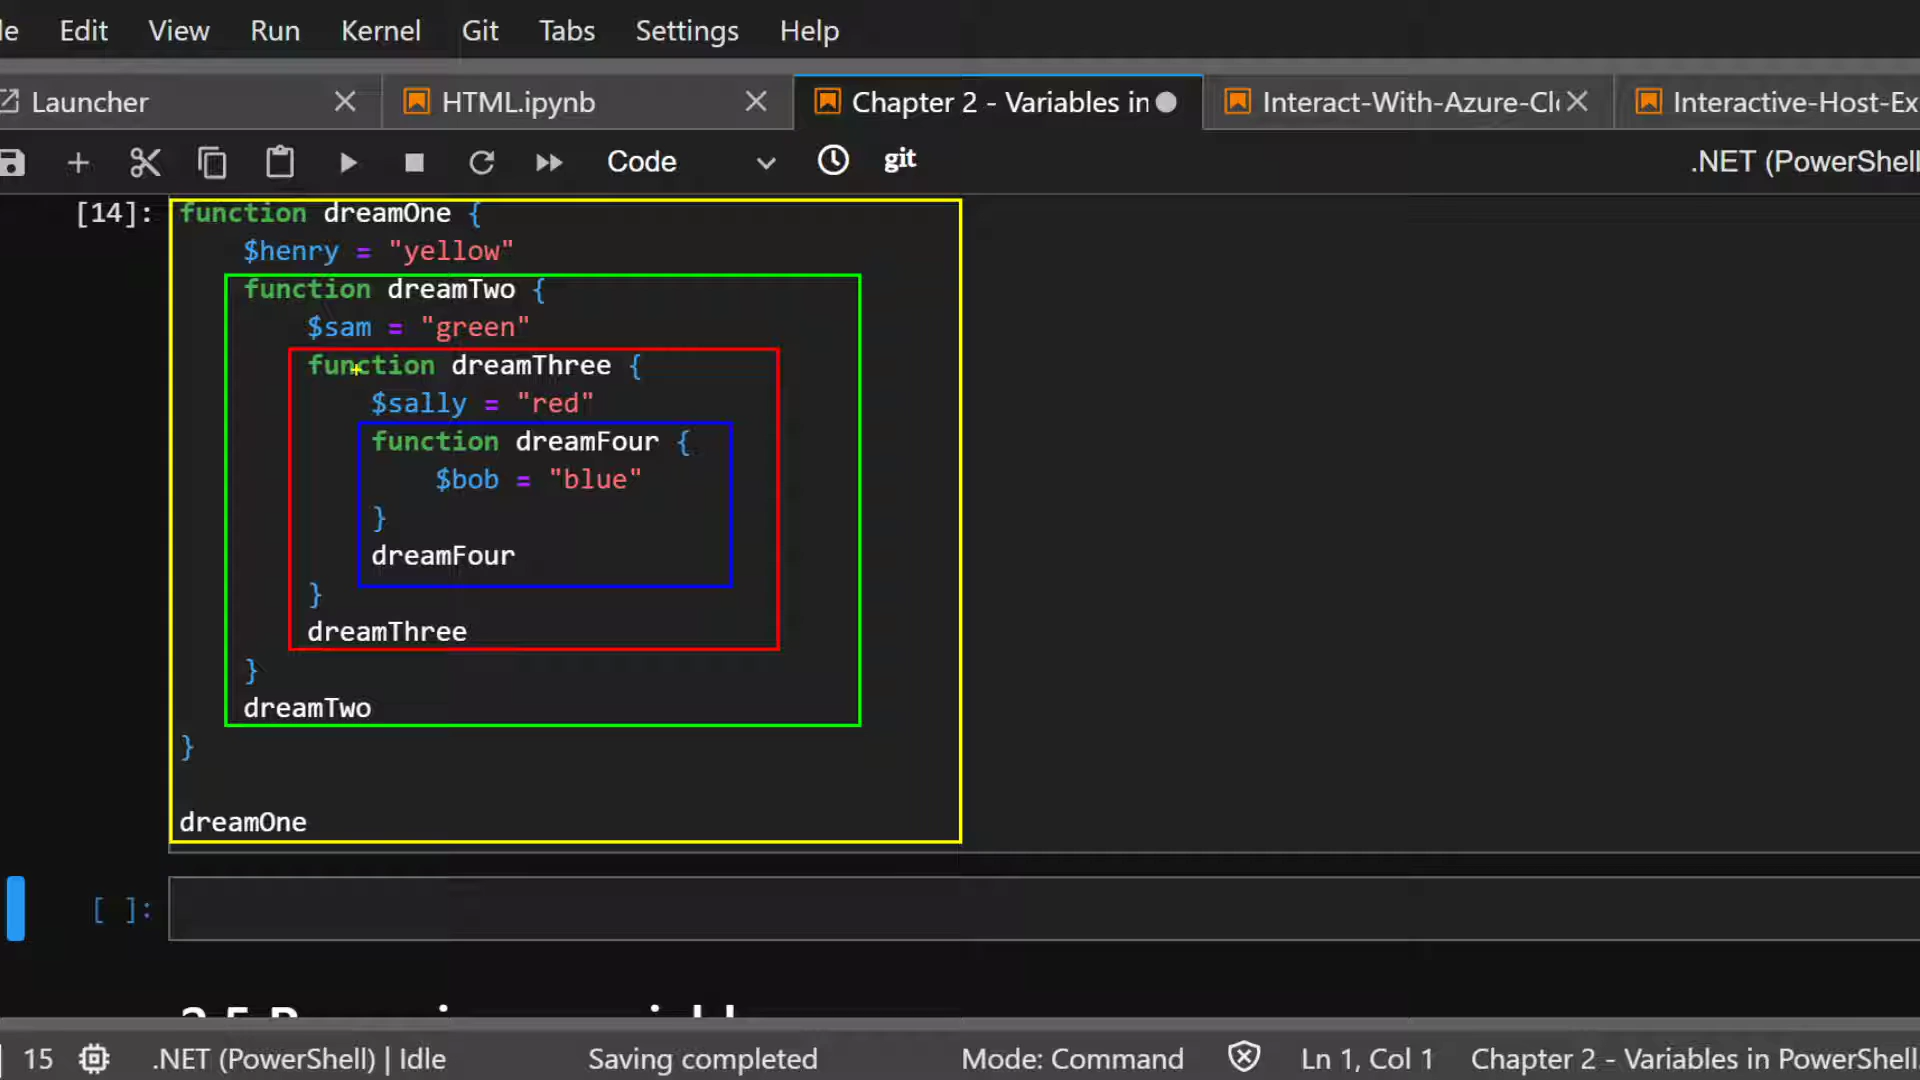 Edit View Run Kernel Git Tabs Settings Help
Launcher HTML.ipynb Chapter 2 - Variables in Interact-With-Azure-Cl Interactive-Host-Ex
Code git .NET (PowerShell
[14]: function dreamOne {
$henry = "yellow"
function dreamTwo {
$sam = "green"
function dreamThree {
$sally = "red"
function dreamFour {
$bob = "blue"
}
dreamFour
}
dreamThree
}
dreamTwo
}
dreamOne
[ ]:
15 .NET (PowerShell) | Idle Saving completed Mode: Command Ln 1, Col 1 Chapter 2 - Variables in PowerShell